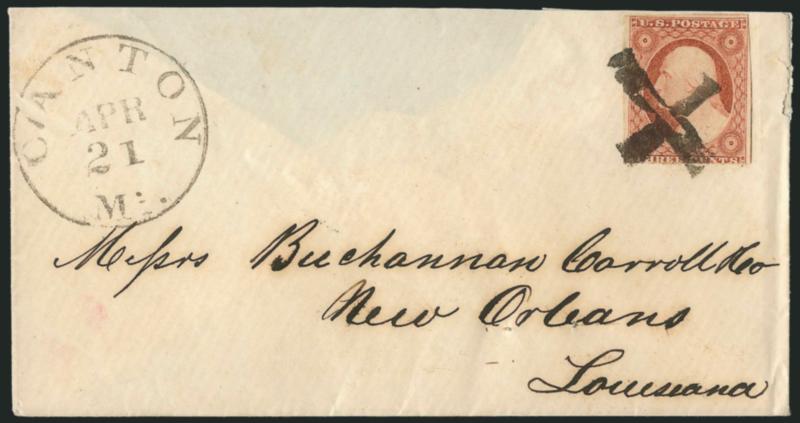 CANTON
APR
21
Mi.
U.S. POSTAGE
THREE CENTS
Messrs Buchannan Carroll & Co
New Orleans
Louisiana